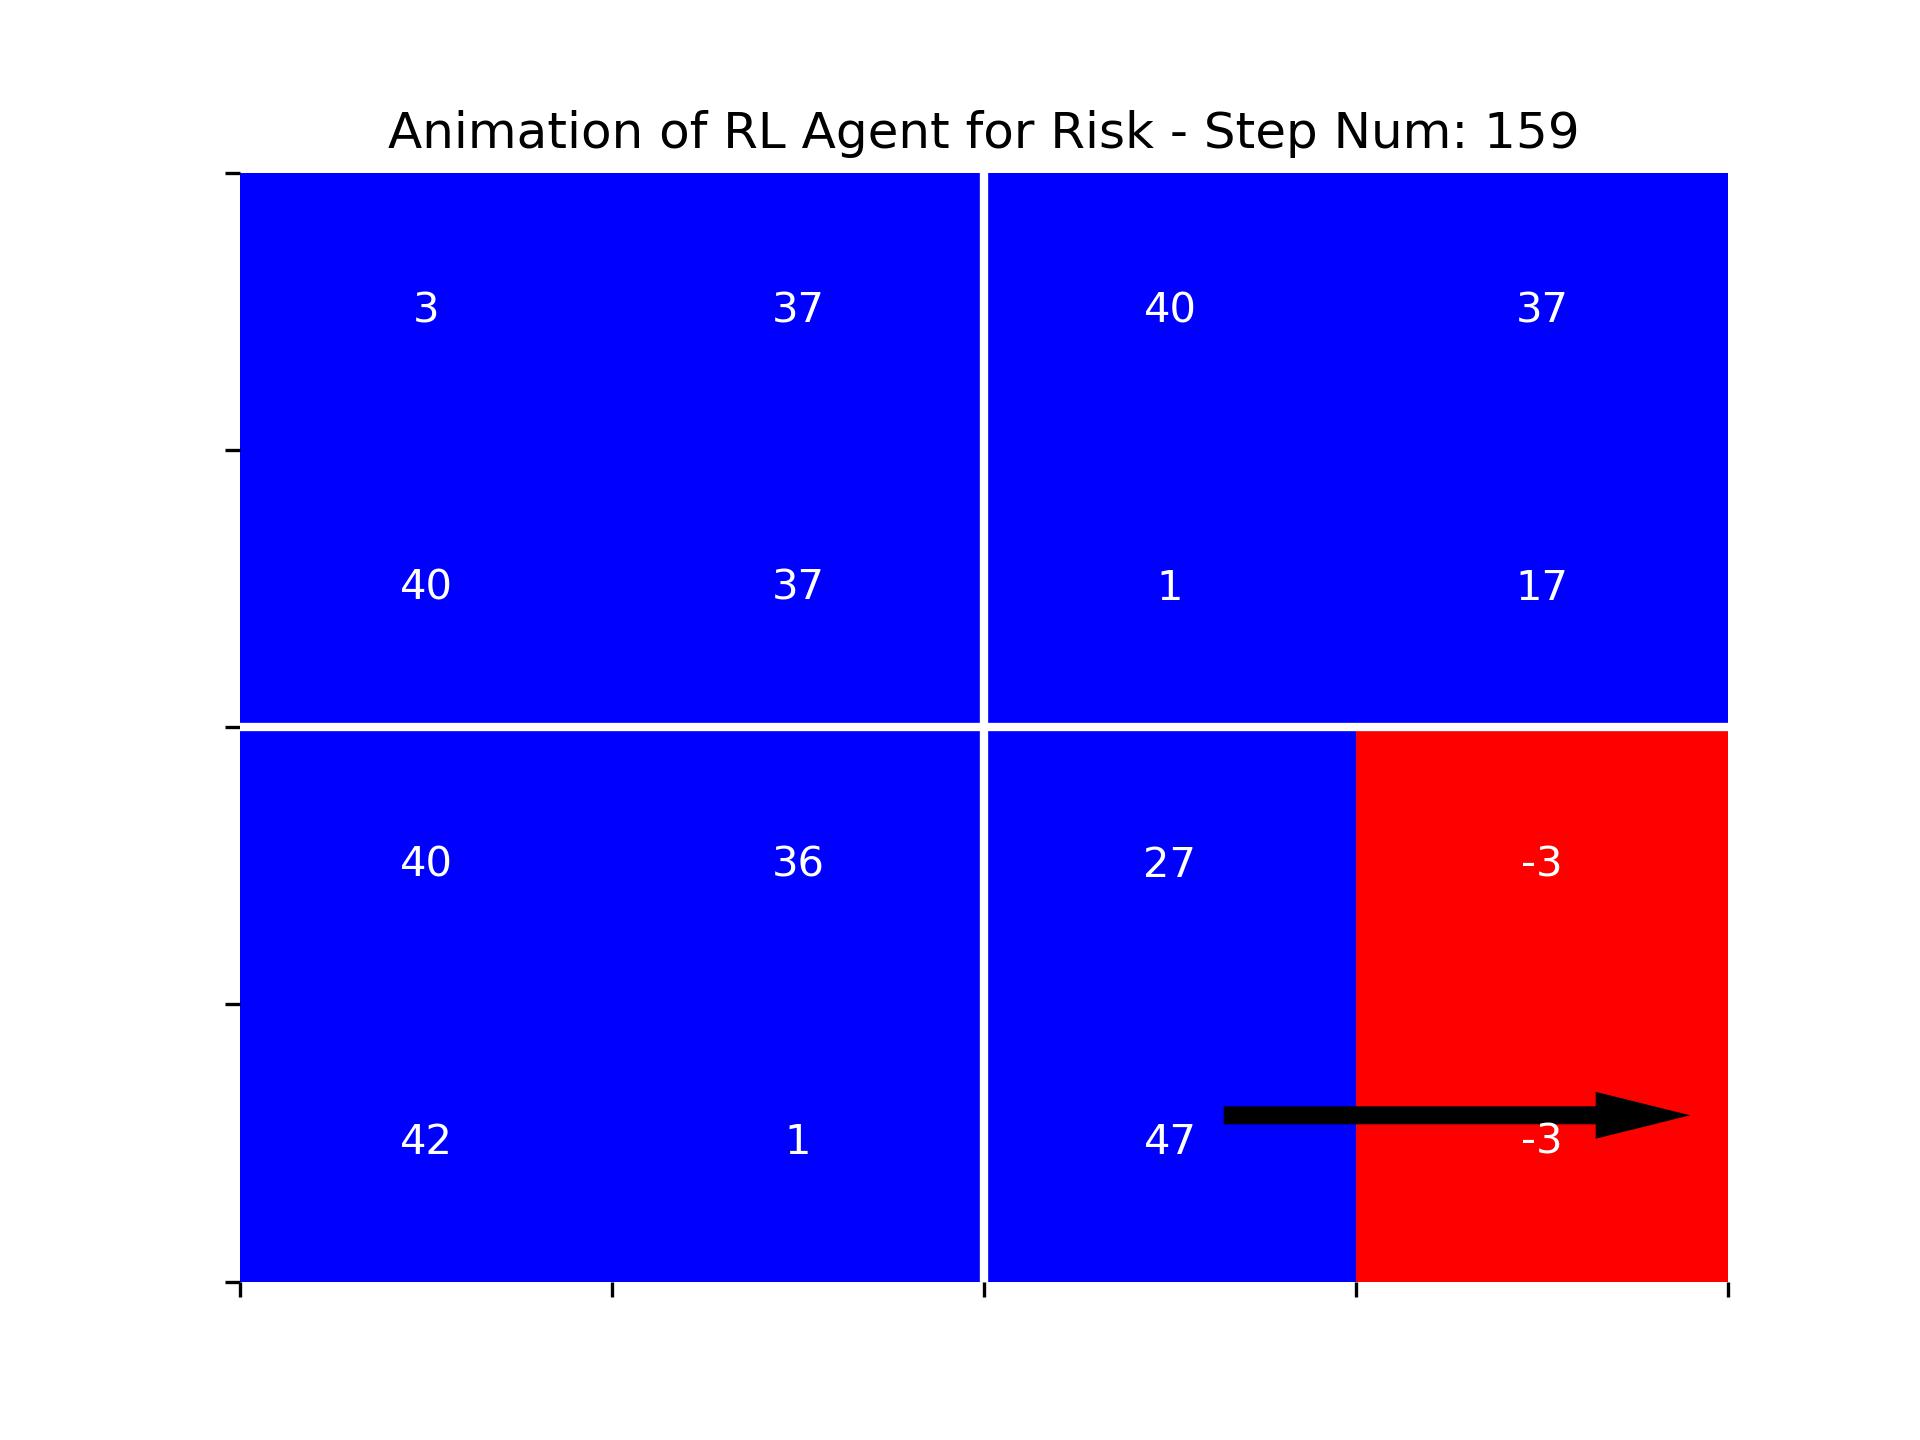 Animation of RL Agent for Risk - Step Num: 159
3 37 40 37
40 37 1 17
40 36 27 -3
42 1 47 -3